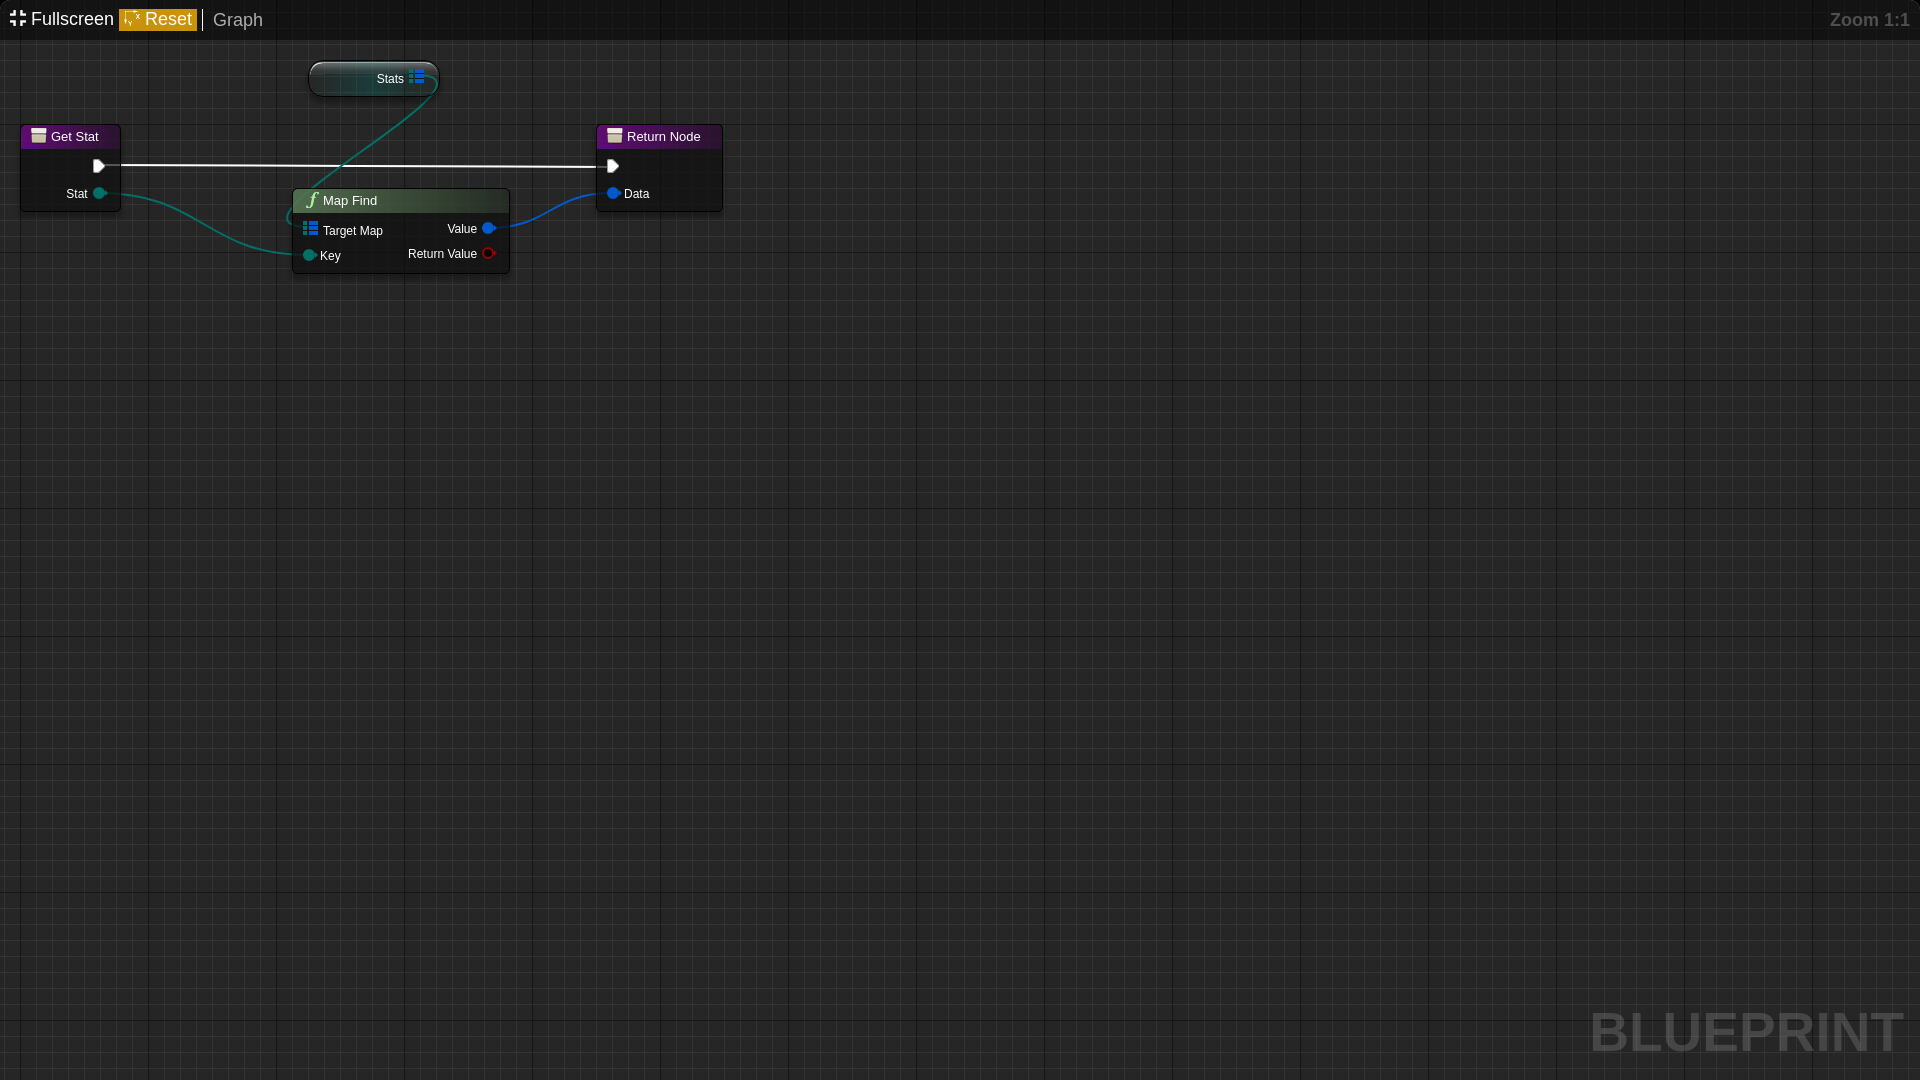 Fullscreen Reset Graph
Zoom 1:1
Stats
Get Stat
Stat
Map Find
Target Map
Value
Key
Return Value
Return Node
Data
BLUEPRINT